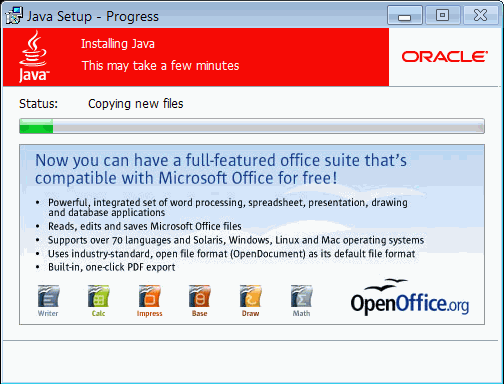 Java Setup - Progress
Installing Java
This may take a few minutes
Java™
ORACLE
Status: Copying new files
Now you can have a full-featured office suite that's
compatible with Microsoft Office for free!
• Powerful, integrated set of word processing, spreadsheet, presentation, drawing
and database applications
• Reads, edits and saves Microsoft Office files
• Supports over 70 languages and Solaris, Windows, Linux and Mac operating systems
• Uses industry-standard, open file format (OpenDocument) as its default file format
• Built-in, one-click PDF export
Writer Calc Impress Base Draw Math
OpenOffice.org